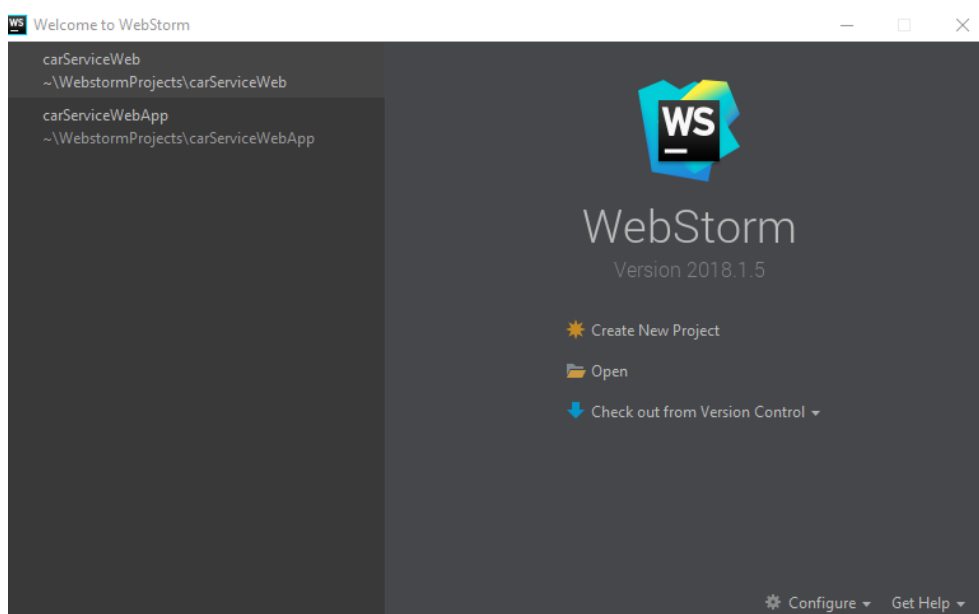 WS Welcome to WebStorm
carServiceWeb
~\WebstormProjects\carServiceWeb
carServiceWebApp
~\WebstormProjects\carServiceWebApp
WS
WebStorm
Version 2018.1.5
Create New Project
Open
Check out from Version Control
Configure Get Help